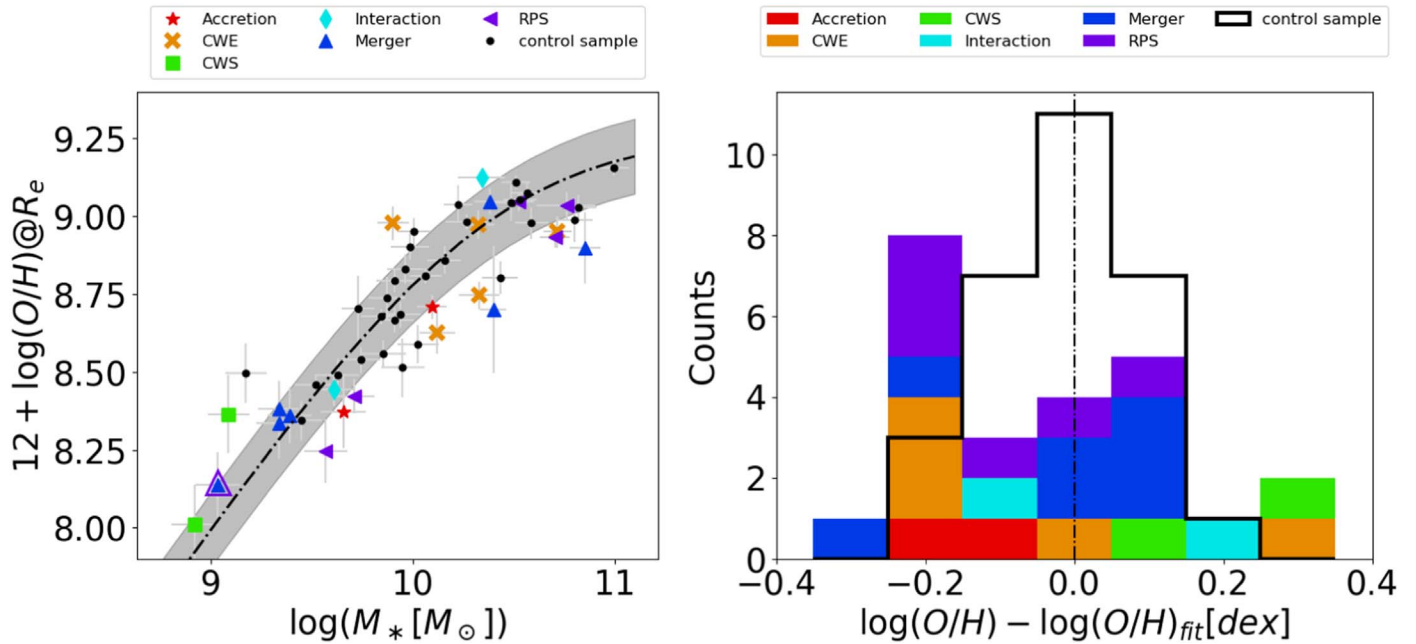 Accretion Interaction RPS
CWE Merger control sample
CWS
12 + log(O/H)@R_e
9.25
9.00
8.75
8.50
8.25
8.00
9 10 11
log(M_*[M_⊙])
Accretion CWS Merger control sample
CWE Interaction RPS
Counts
10
8
6
4
2
0
−0.4 −0.2 0.0 0.2 0.4
log(O/H) − log(O/H)_fit[dex]